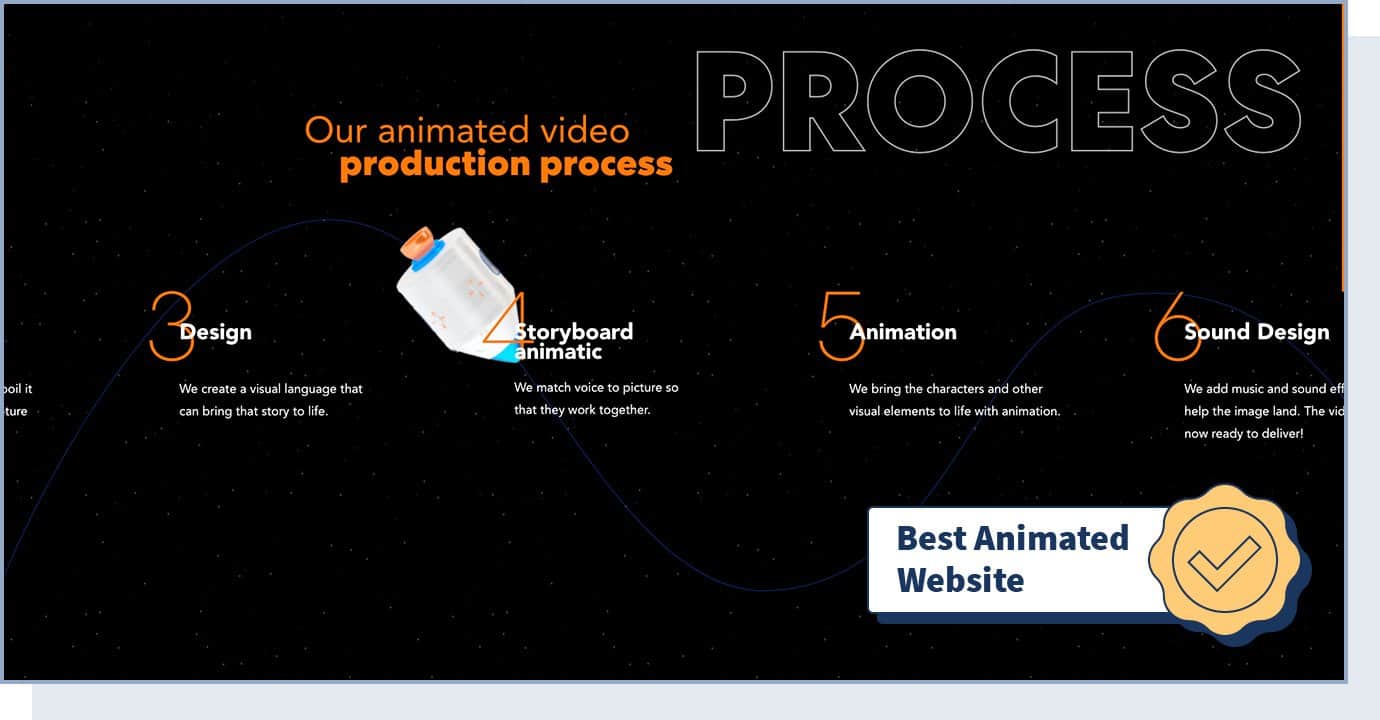 PROCESS
Our animated video
production process
oil it
ture
3
Design
We create a visual language that
can bring that story to life.
4
Storyboard
animatic
We match voice to picture so
that they work together.
5
Animation
We bring the characters and other
visual elements to life with animation.
6
Sound Design
We add music and sound eff
help the image land. The vid
now ready to deliver!
Best Animated
Website